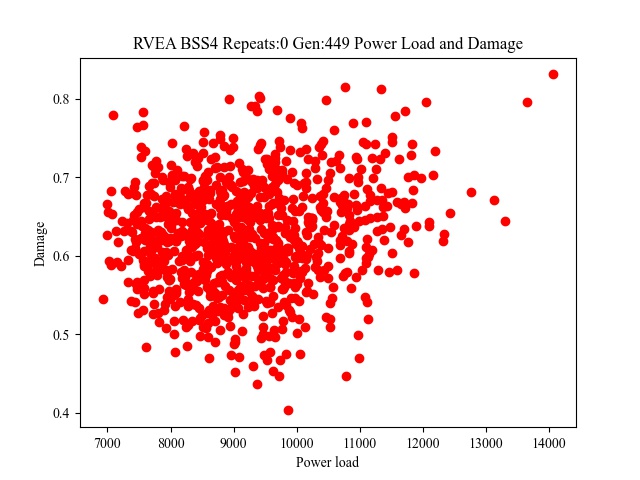 RVEA BSS4 Repeats:0 Gen:449 Power Load and Damage
0.8
0.7
0.6
0.5
0.4
Damage
7000 8000 9000 10000 11000 12000 13000 14000
Power load